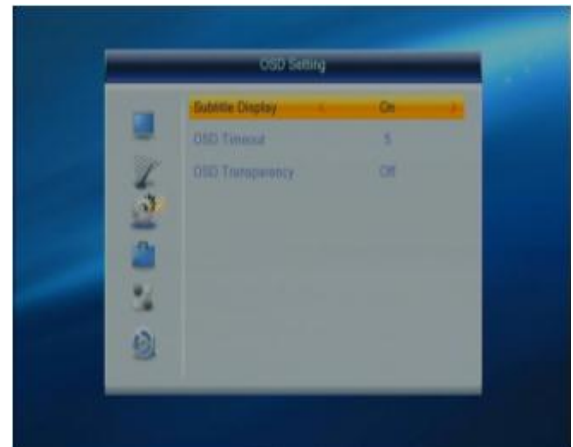 OSD Setting
Subtitle Display On
OSD Timeout 5
OSD Transparency Off